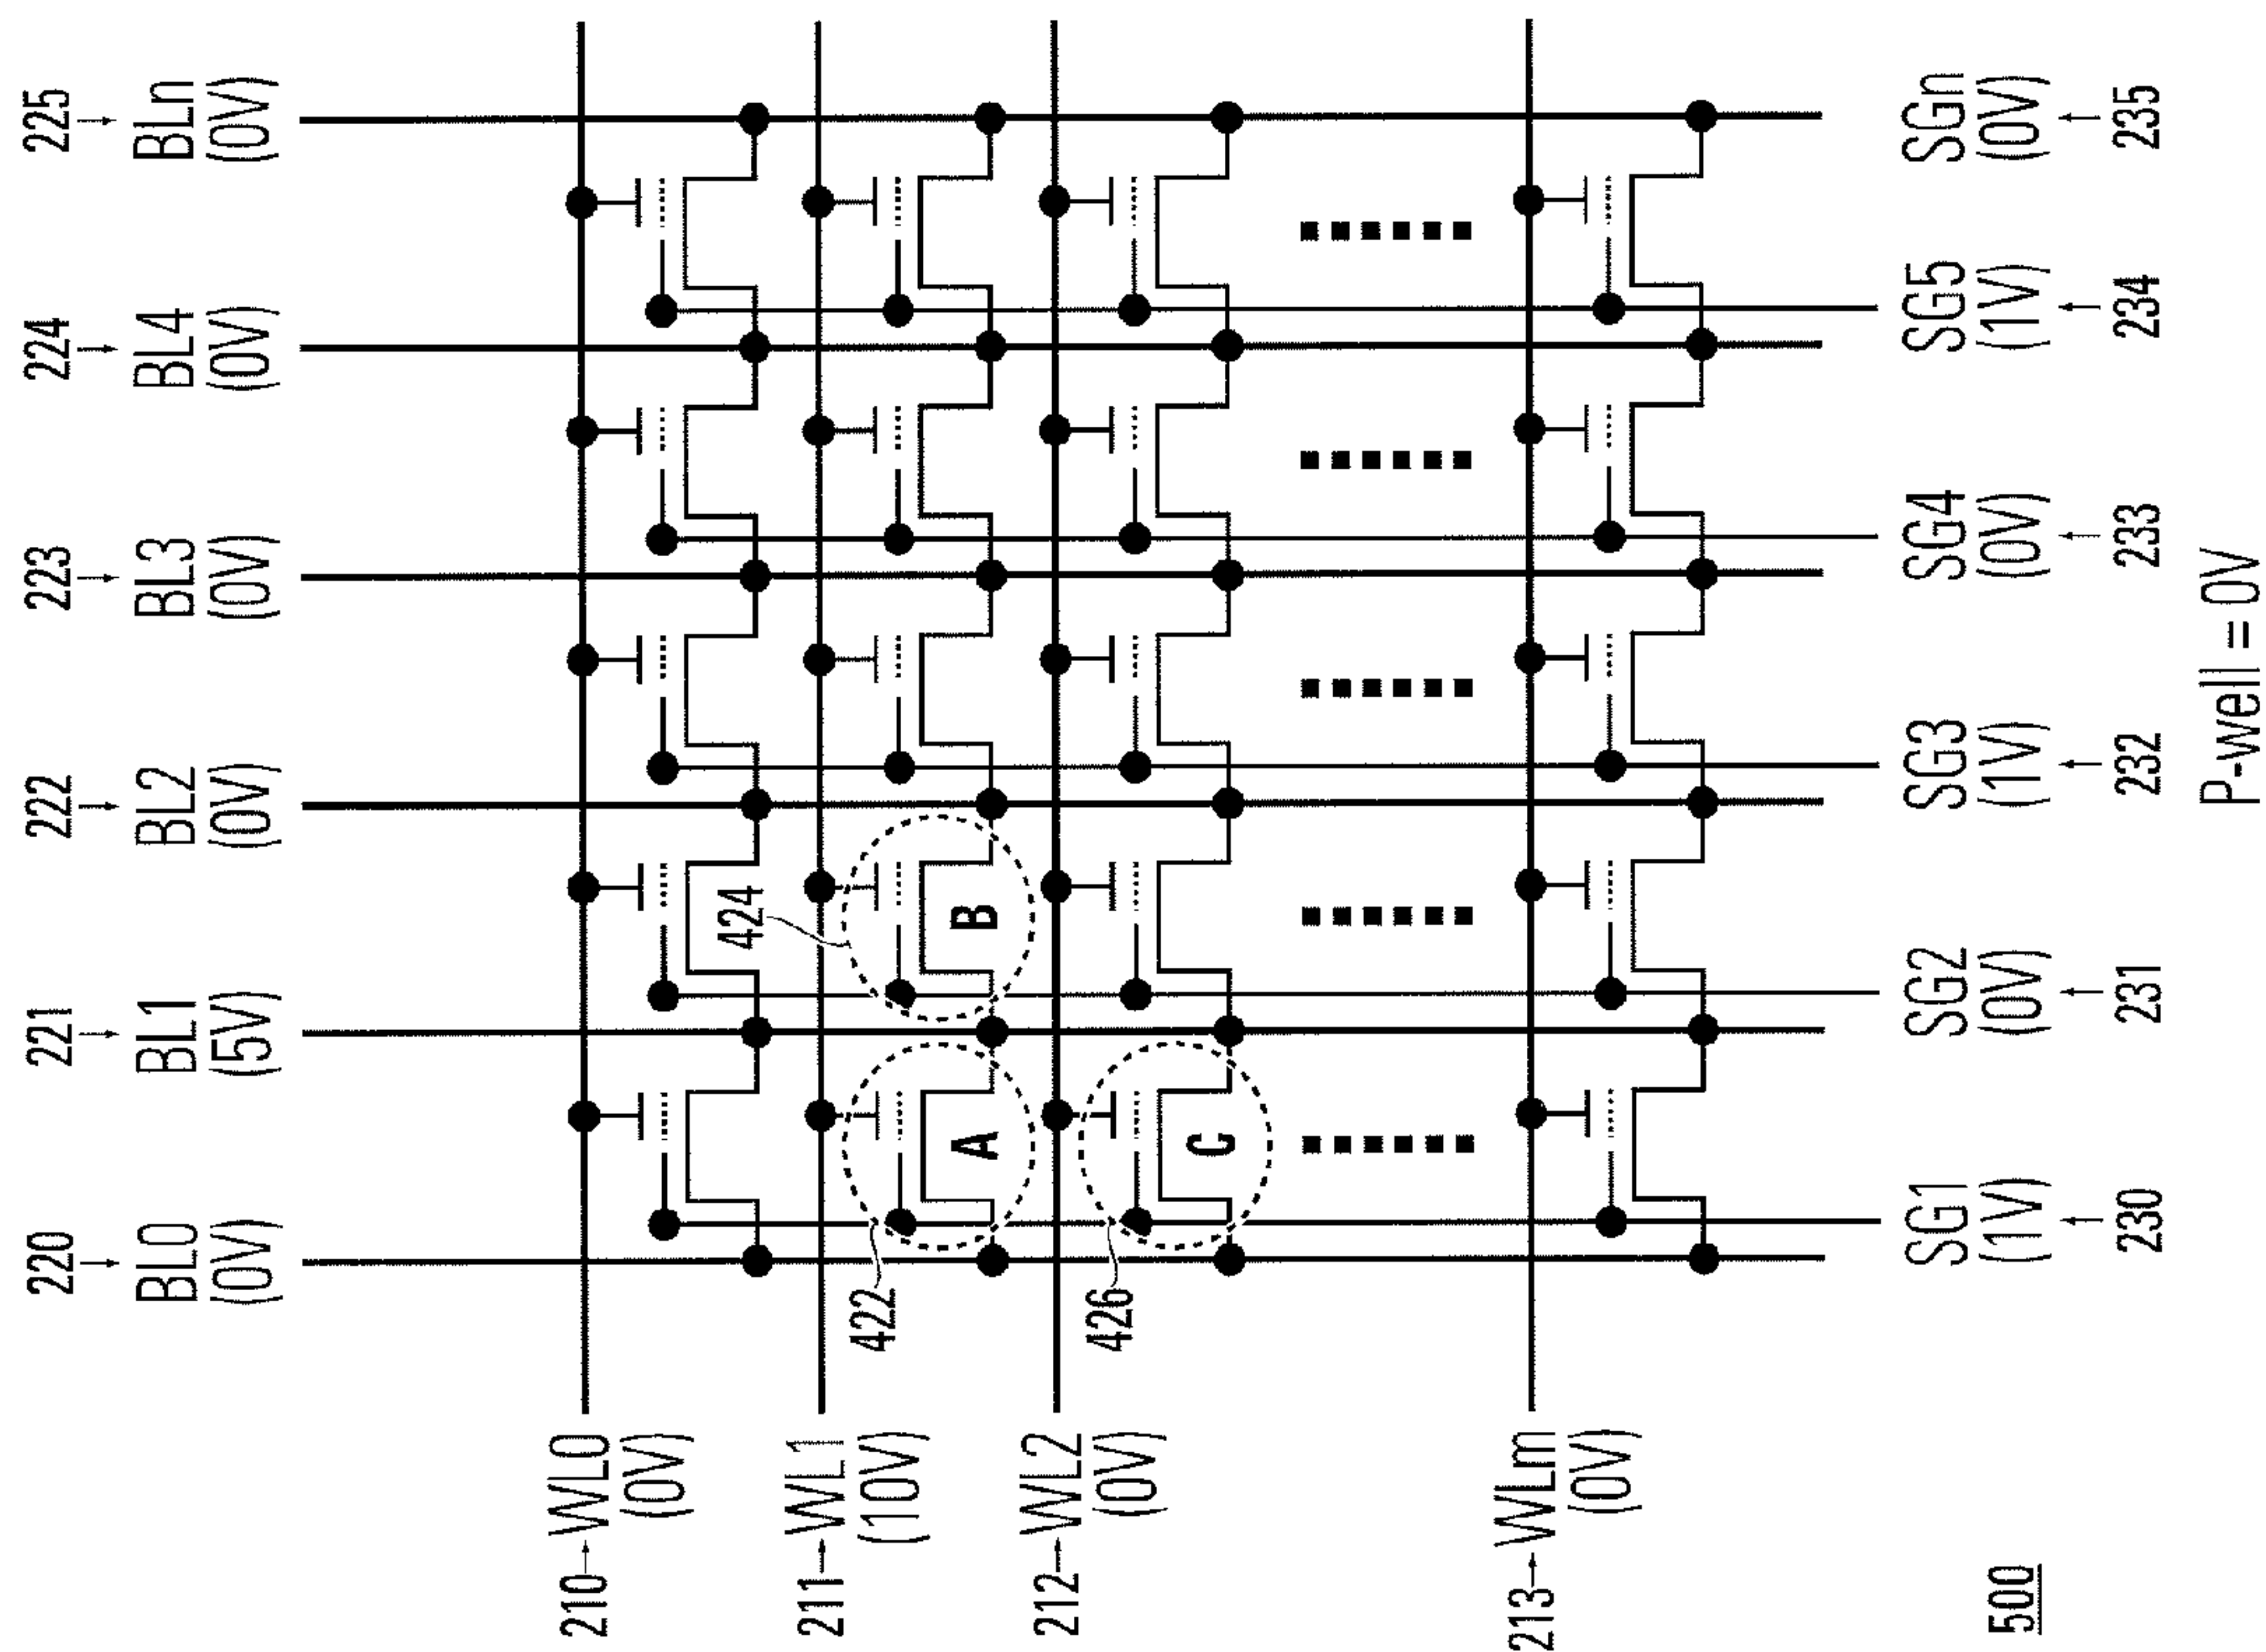 225
BLn
(0V)
224
BL4
(0V)
223
BL3
(0V)
222
BL2
(0V)
221
BL1
(5V)
220
BL0
(0V)
210 WL0
(0V)
211 WL1
(10V)
212 WL2
(0V)
213 WLm
(0V)
424
B
422
A
426
C
SGn
(0V)
235
SG5
(1V)
234
SG4
(0V)
233
SG3
(1V)
232
SG2
(0V)
231
SG1
(1V)
230
P-well = 0V
500